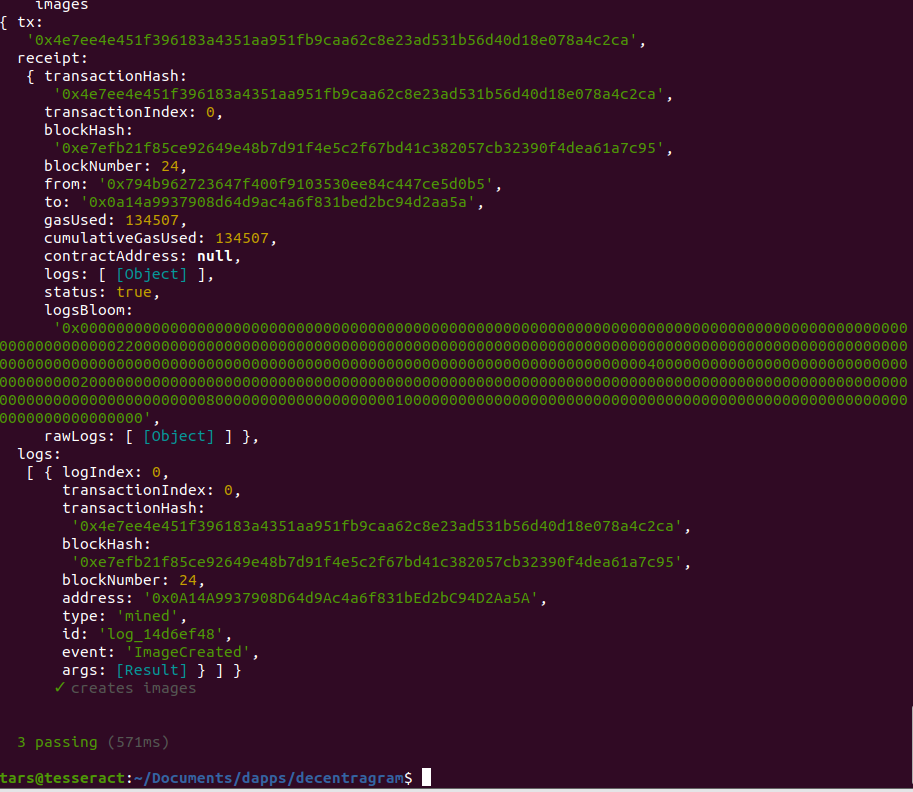 images
{ tx:
'0x4e7ee4e451f396183a4351aa951fb9caa62c8e23ad531b56d40d18e078a4c2ca',
receipt:
{ transactionHash:
'0x4e7ee4e451f396183a4351aa951fb9caa62c8e23ad531b56d40d18e078a4c2ca',
transactionIndex: 0,
blockHash:
'0xe7efb21f85ce92649e48b7d91f4e5c2f67bd41c382057cb32390f4dea61a7c95',
blockNumber: 24,
from: '0x794b962723647f400f9103530ee84c447ce5d0b5',
to: '0x0a14a9937908d64d9ac4a6f831bed2bc94d2aa5a',
gasUsed: 134507,
cumulativeGasUsed: 134507,
contractAddress: null,
logs: [ [Object] ],
status: true,
logsBloom:
rawLogs: [ [Object] ] },
logs:
[ { logIndex: 0,
transactionIndex: 0,
transactionHash:
'0x4e7ee4e451f396183a4351aa951fb9caa62c8e23ad531b56d40d18e078a4c2ca',
blockHash:
'0xe7efb21f85ce92649e48b7d91f4e5c2f67bd41c382057cb32390f4dea61a7c95',
blockNumber: 24,
address: '0x0A14A9937908D64d9Ac4a6f831bEd2bC94D2Aa5A',
type: 'mined',
id: 'log_14d6ef48',
event: 'ImageCreated',
args: [Result] } ] }
✓ creates images
3 passing (571ms)
tars@tesseract:~/Documents/dapps/decentragram$